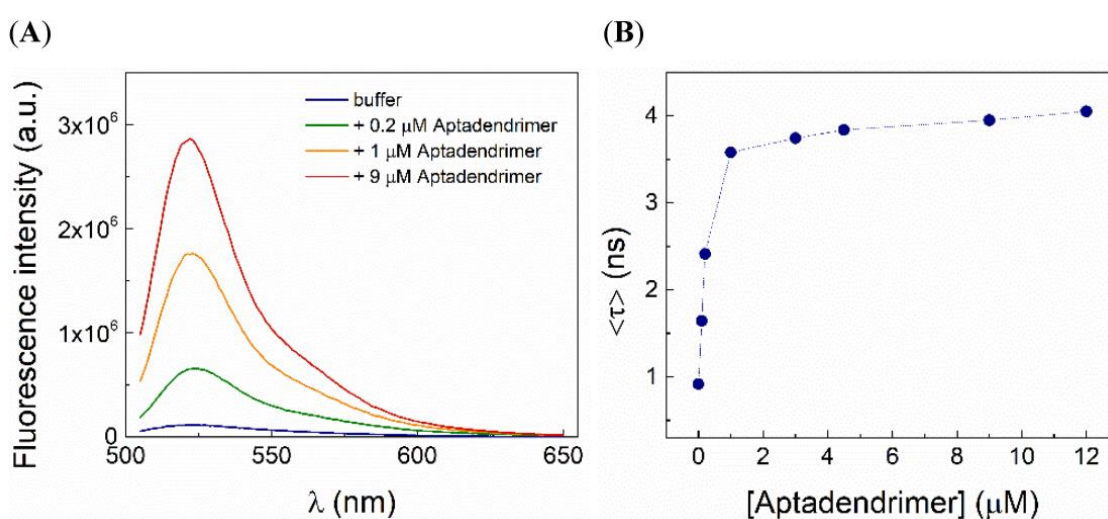 (A)
(B)
Fluorescence intensity (a.u.)
3x10⁶
2x10⁶
1x10⁶
0
500
550
600
650
λ (nm)
buffer
+ 0.2 μM Aptadendrimer
+ 1 μM Aptadendrimer
+ 9 μM Aptadendrimer
<τ> (ns)
4
3
2
1
0
2
4
6
8
10
12
[Aptadendrimer] (μM)